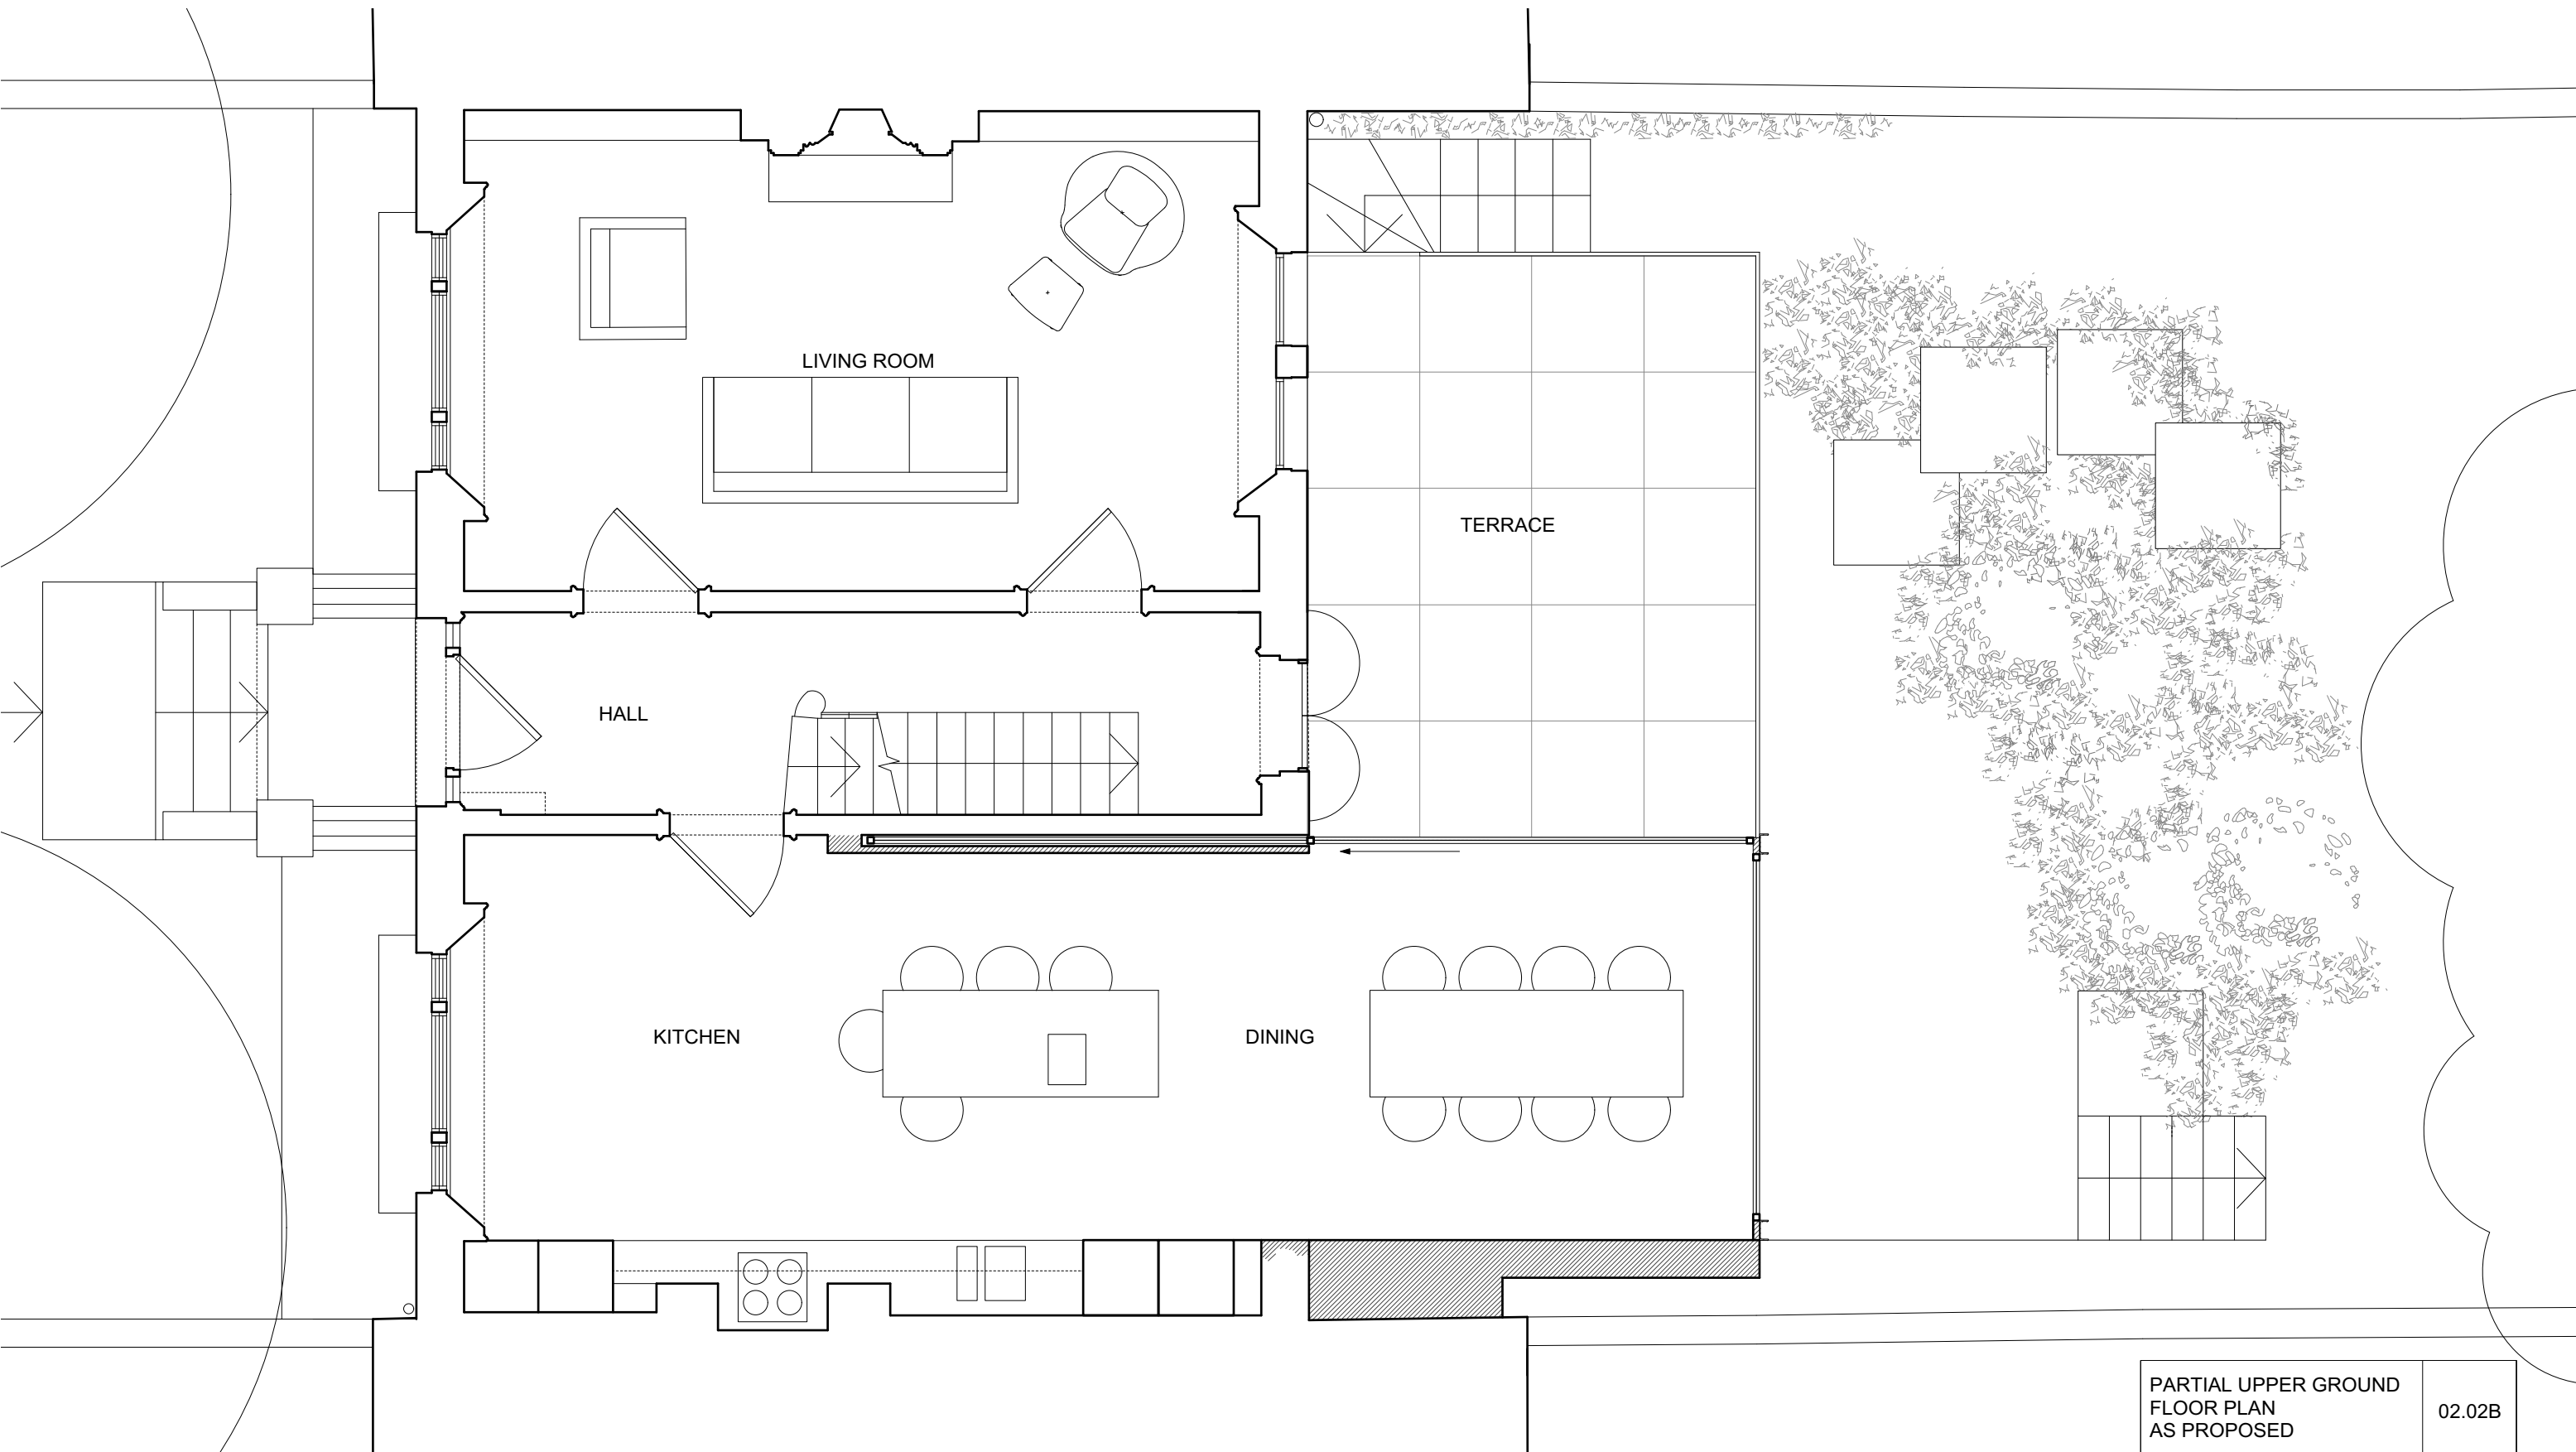 LIVING ROOM
TERRACE
HALL
KITCHEN
DINING
PARTIAL UPPER GROUND
FLOOR PLAN
AS PROPOSED
02.02B